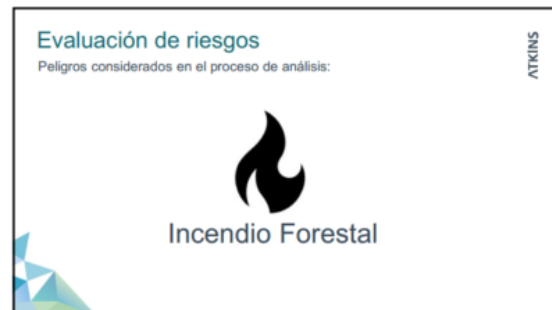 Evaluación de riesgos
Peligros considerados en el proceso de análisis:
ATKINS
Incendio Forestal